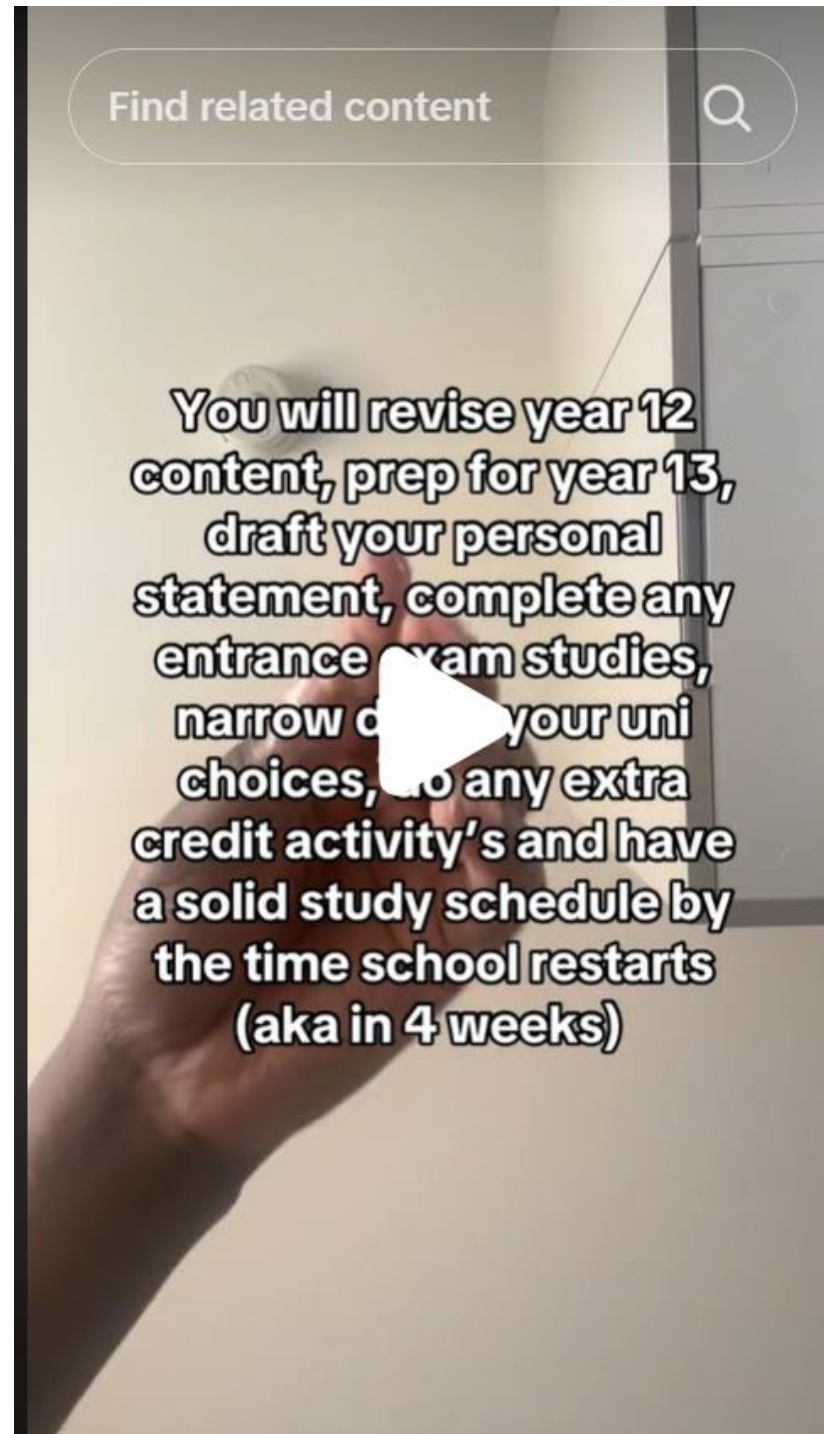 Find related content
You will revise year 12
content, prep for year 13,
draft your personal
statement, complete any
entrance exam studies,
narrow your uni
choices, any extra
credit activity's and have
a solid study schedule by
the time school restarts
(aka in 4 weeks)